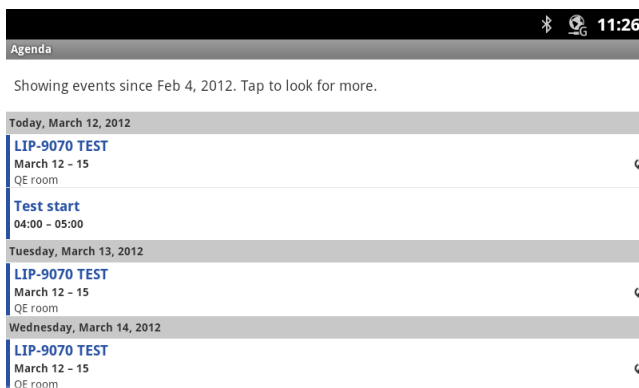 11:26
Agenda
Showing events since Feb 4, 2012. Tap to look for more.
Today, March 12, 2012
LIP-9070 TEST
March 12 – 15
QE room
Test start
04:00 – 05:00
Tuesday, March 13, 2012
LIP-9070 TEST
March 12 – 15
QE room
Wednesday, March 14, 2012
LIP-9070 TEST
March 12 – 15
QE room